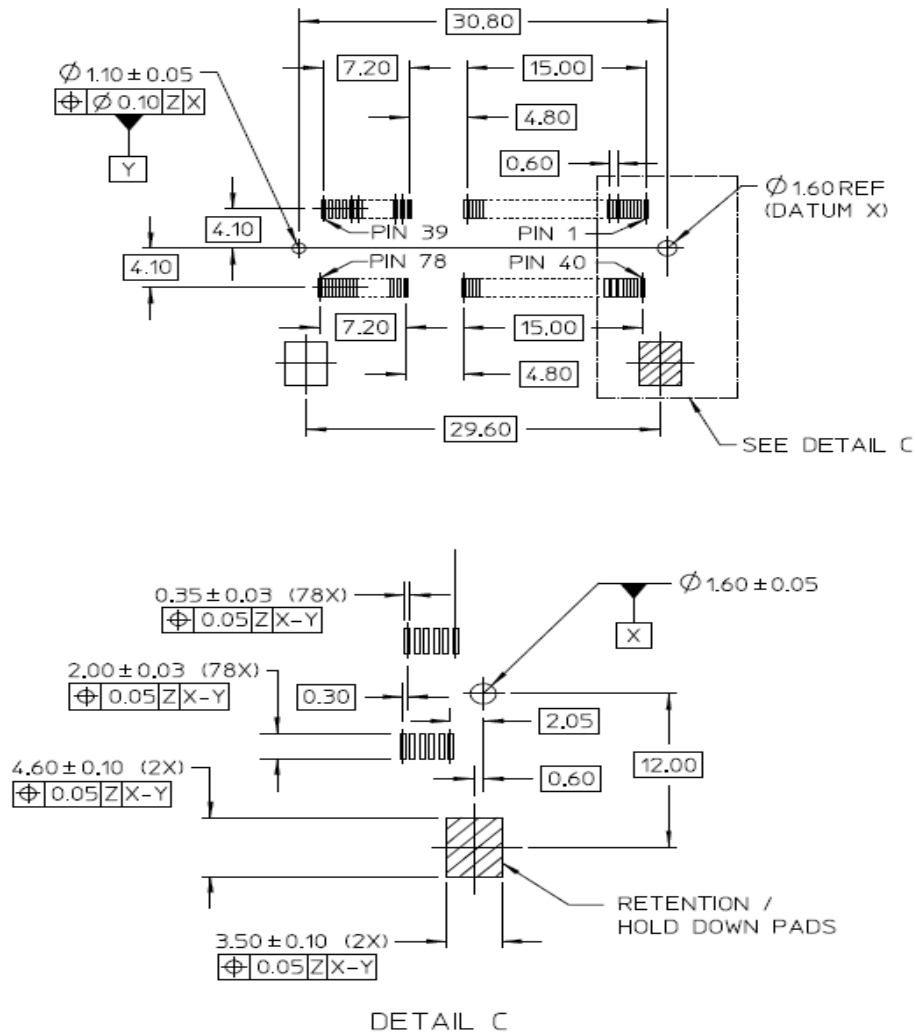 30.80
7.20
15.00
Ø 1.10 ± 0.05
⌖ Ø 0.10 Z X
4.80
Y
0.60
Ø 1.60 REF
(DATUM X)
4.10
PIN 39
PIN 1
4.10
PIN 78
PIN 40
7.20
15.00
4.80
29.60
SEE DETAIL C
0.35 ± 0.03 (78X)
⌖ 0.05 Z X-Y
Ø 1.60 ± 0.05
X
2.00 ± 0.03 (78X)
⌖ 0.05 Z X-Y
0.30
2.05
4.60 ± 0.10 (2X)
⌖ 0.05 Z X-Y
0.60
12.00
RETENTION /
HOLD DOWN PADS
3.50 ± 0.10 (2X)
⌖ 0.05 Z X-Y
DETAIL C